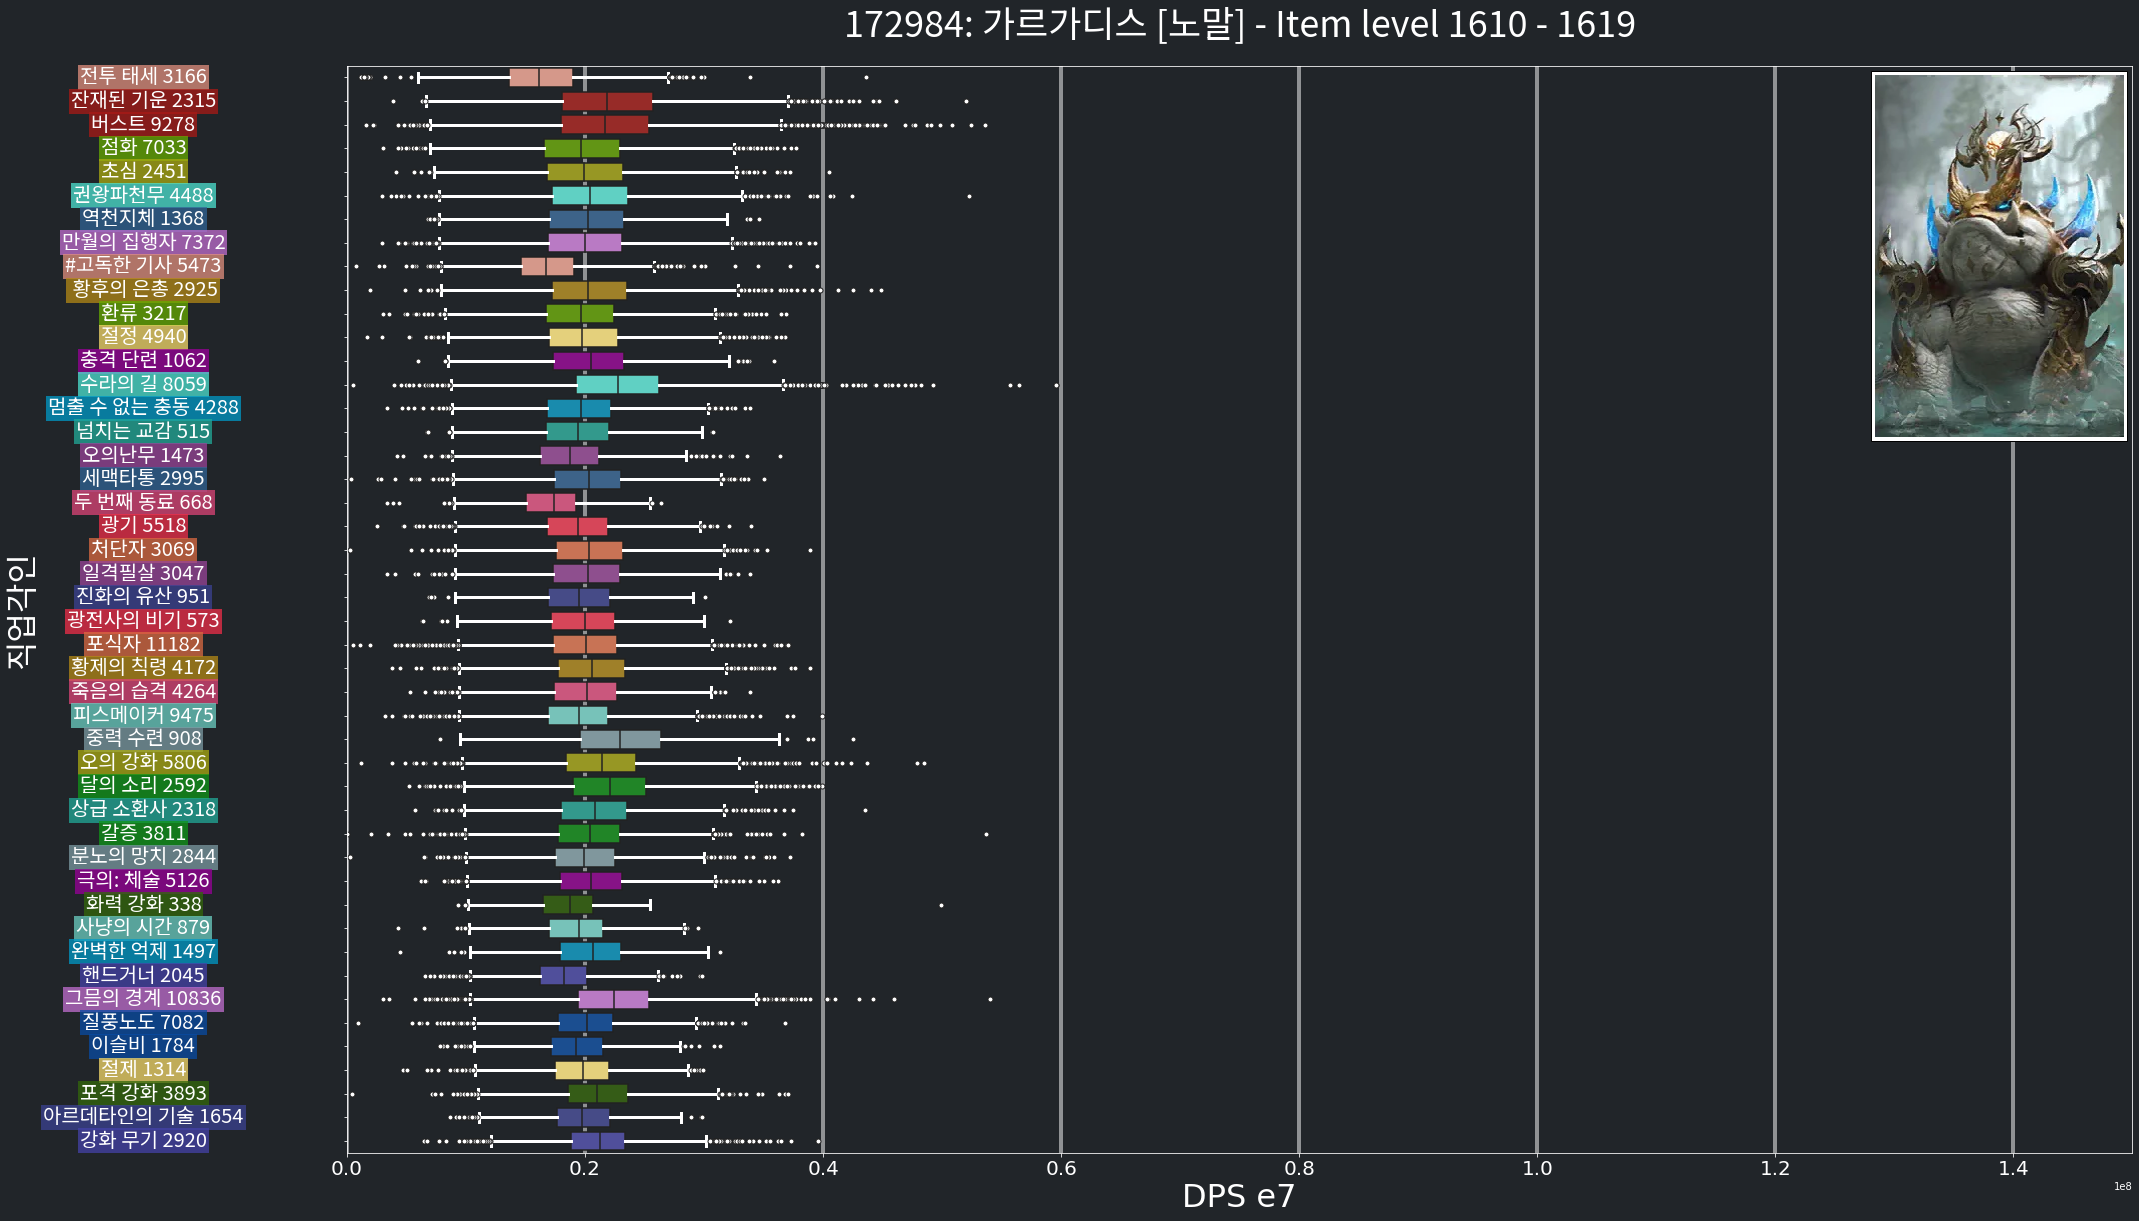 172984: 가르가디스 [노말] - Item level 1610 - 1619
직업각인
전투 태세 3166
잔재된 기운 2315
버스트 9278
점화 7033
초심 2451
권왕파천무 4488
역천지체 1368
만월의 집행자 7372
#고독한 기사 5473
황후의 은총 2925
환류 3217
절정 4940
충격 단련 1062
수라의 길 8059
멈출 수 없는 충동 4288
넘치는 교감 515
오의난무 1473
세맥타통 2995
두 번째 동료 668
광기 5518
처단자 3069
일격필살 3047
진화의 유산 951
광전사의 비기 573
포식자 11182
황제의 칙령 4172
죽음의 습격 4264
피스메이커 9475
중력 수련 908
오의 강화 5806
달의 소리 2592
상급 소환사 2318
갈증 3811
분노의 망치 2844
극의: 체술 5126
화력 강화 338
사냥의 시간 879
완벽한 억제 1497
핸드거너 2045
그믐의 경계 10836
질풍노도 7082
이슬비 1784
절제 1314
포격 강화 3893
아르데타인의 기술 1654
강화 무기 2920
0.0 0.2 0.4 0.6 0.8 1.0 1.2 1.4
1e8
DPS e7